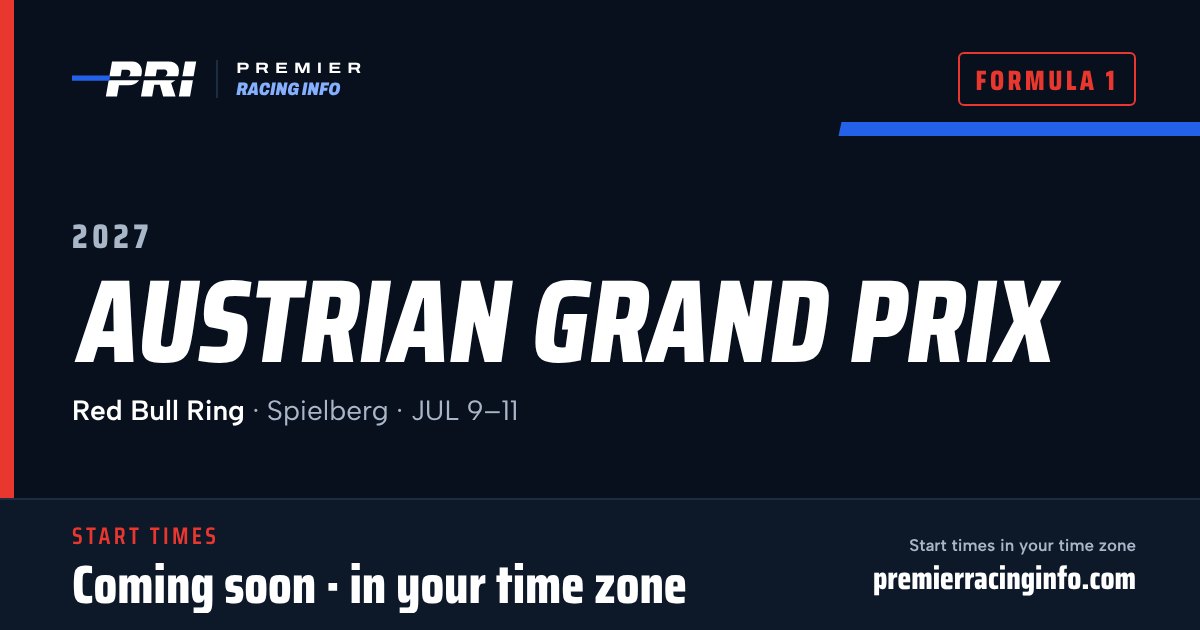 PRI
PREMIER
RACING INFO
FORMULA 1
2027
AUSTRIAN GRAND PRIX
Red Bull Ring · Spielberg · JUL 9–11
START TIMES
Coming soon · in your time zone
Start times in your time zone
premierracinginfo.com